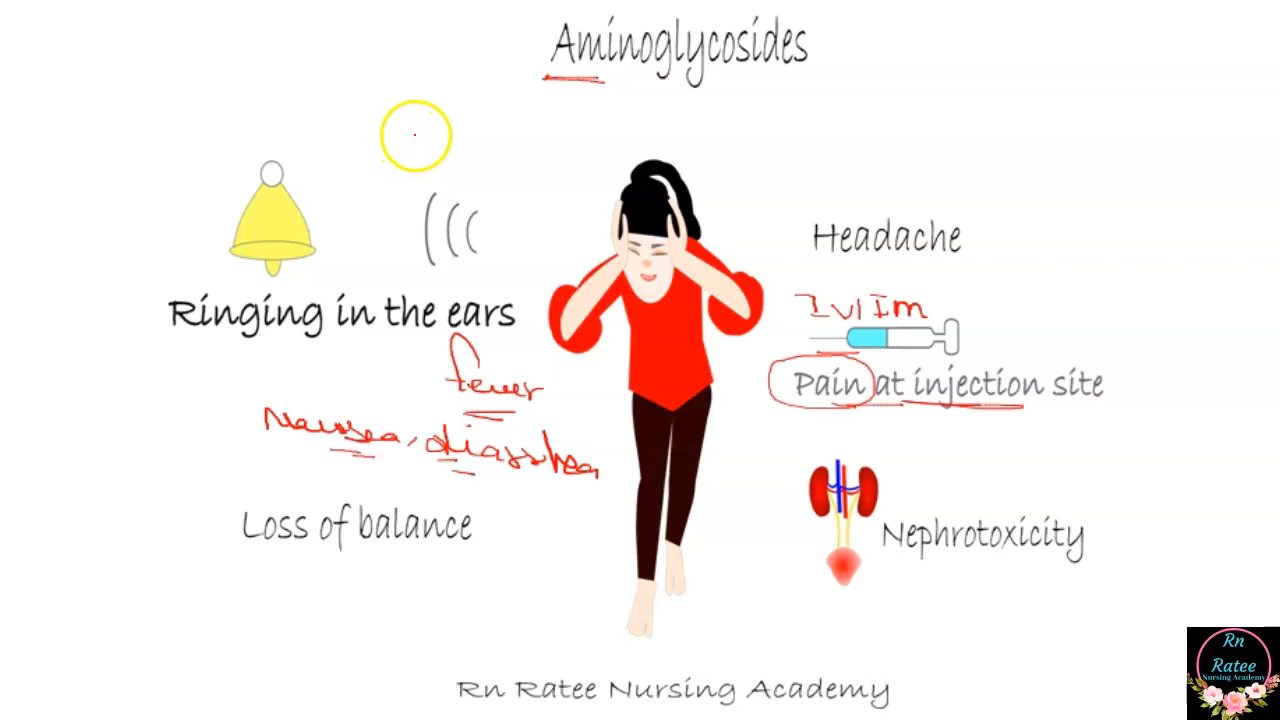 Aminoglycosides
Headache
Ringing in the ears
IV IM
fever
Pain at injection site
Nausea, diarrhea
Loss of balance
Nephrotoxicity
Rn Ratee Nursing Academy
Rn
Ratee
Nursing Academy